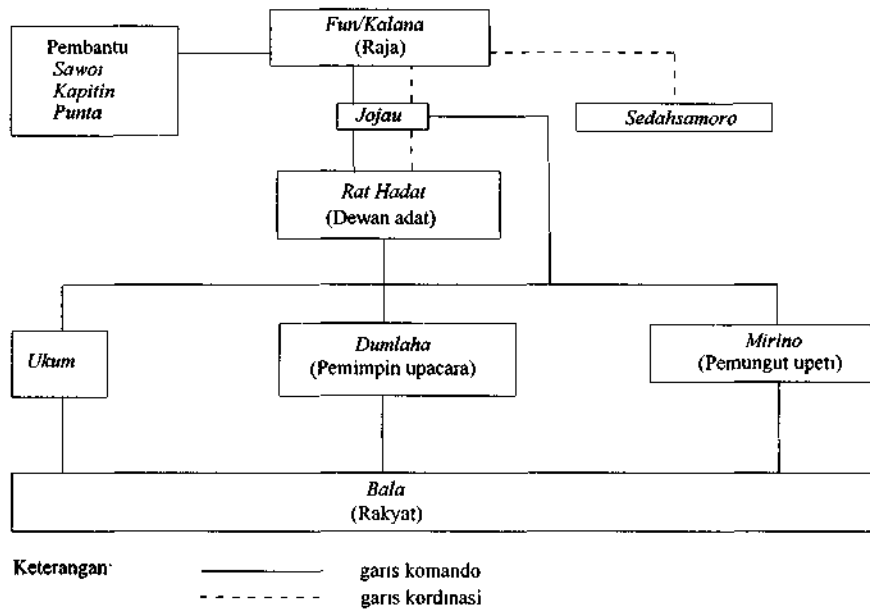 Fun/Kalana
(Raja)
Pembantu
Sawoi
Kapitin
Punta
Jojau
Sedahsamoro
Rat Hadat
(Dewan adat)
Ukum
Dumlaha
(Pemimpin upacara)
Mirino
(Pemungut upeti)
Bala
(Rakyat)
Keterangan
garis komando
garis kordinasi